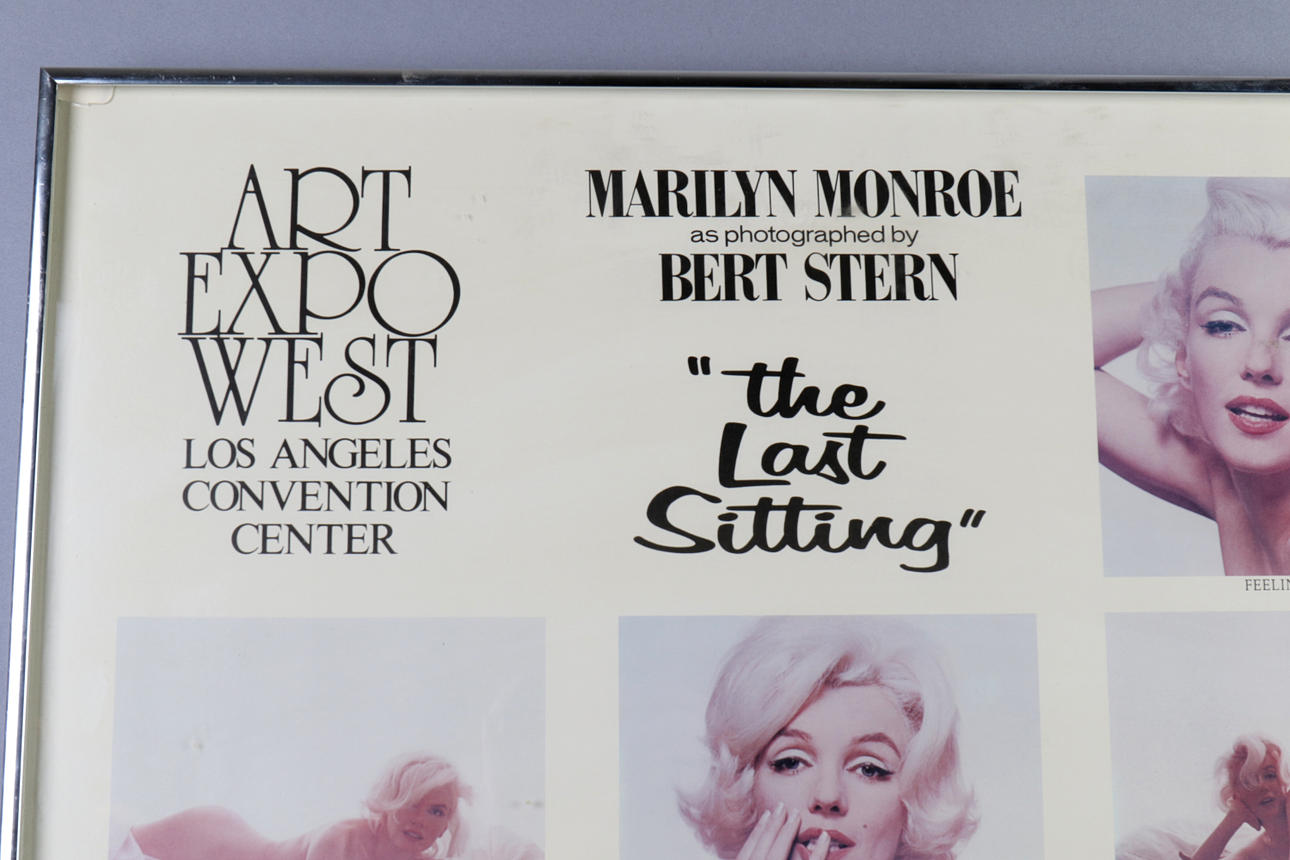 ART
EXPO
WEST
LOS ANGELES
CONVENTION
CENTER
MARILYN MONROE
as photographed by
BERT STERN
"the
Last
Sitting"